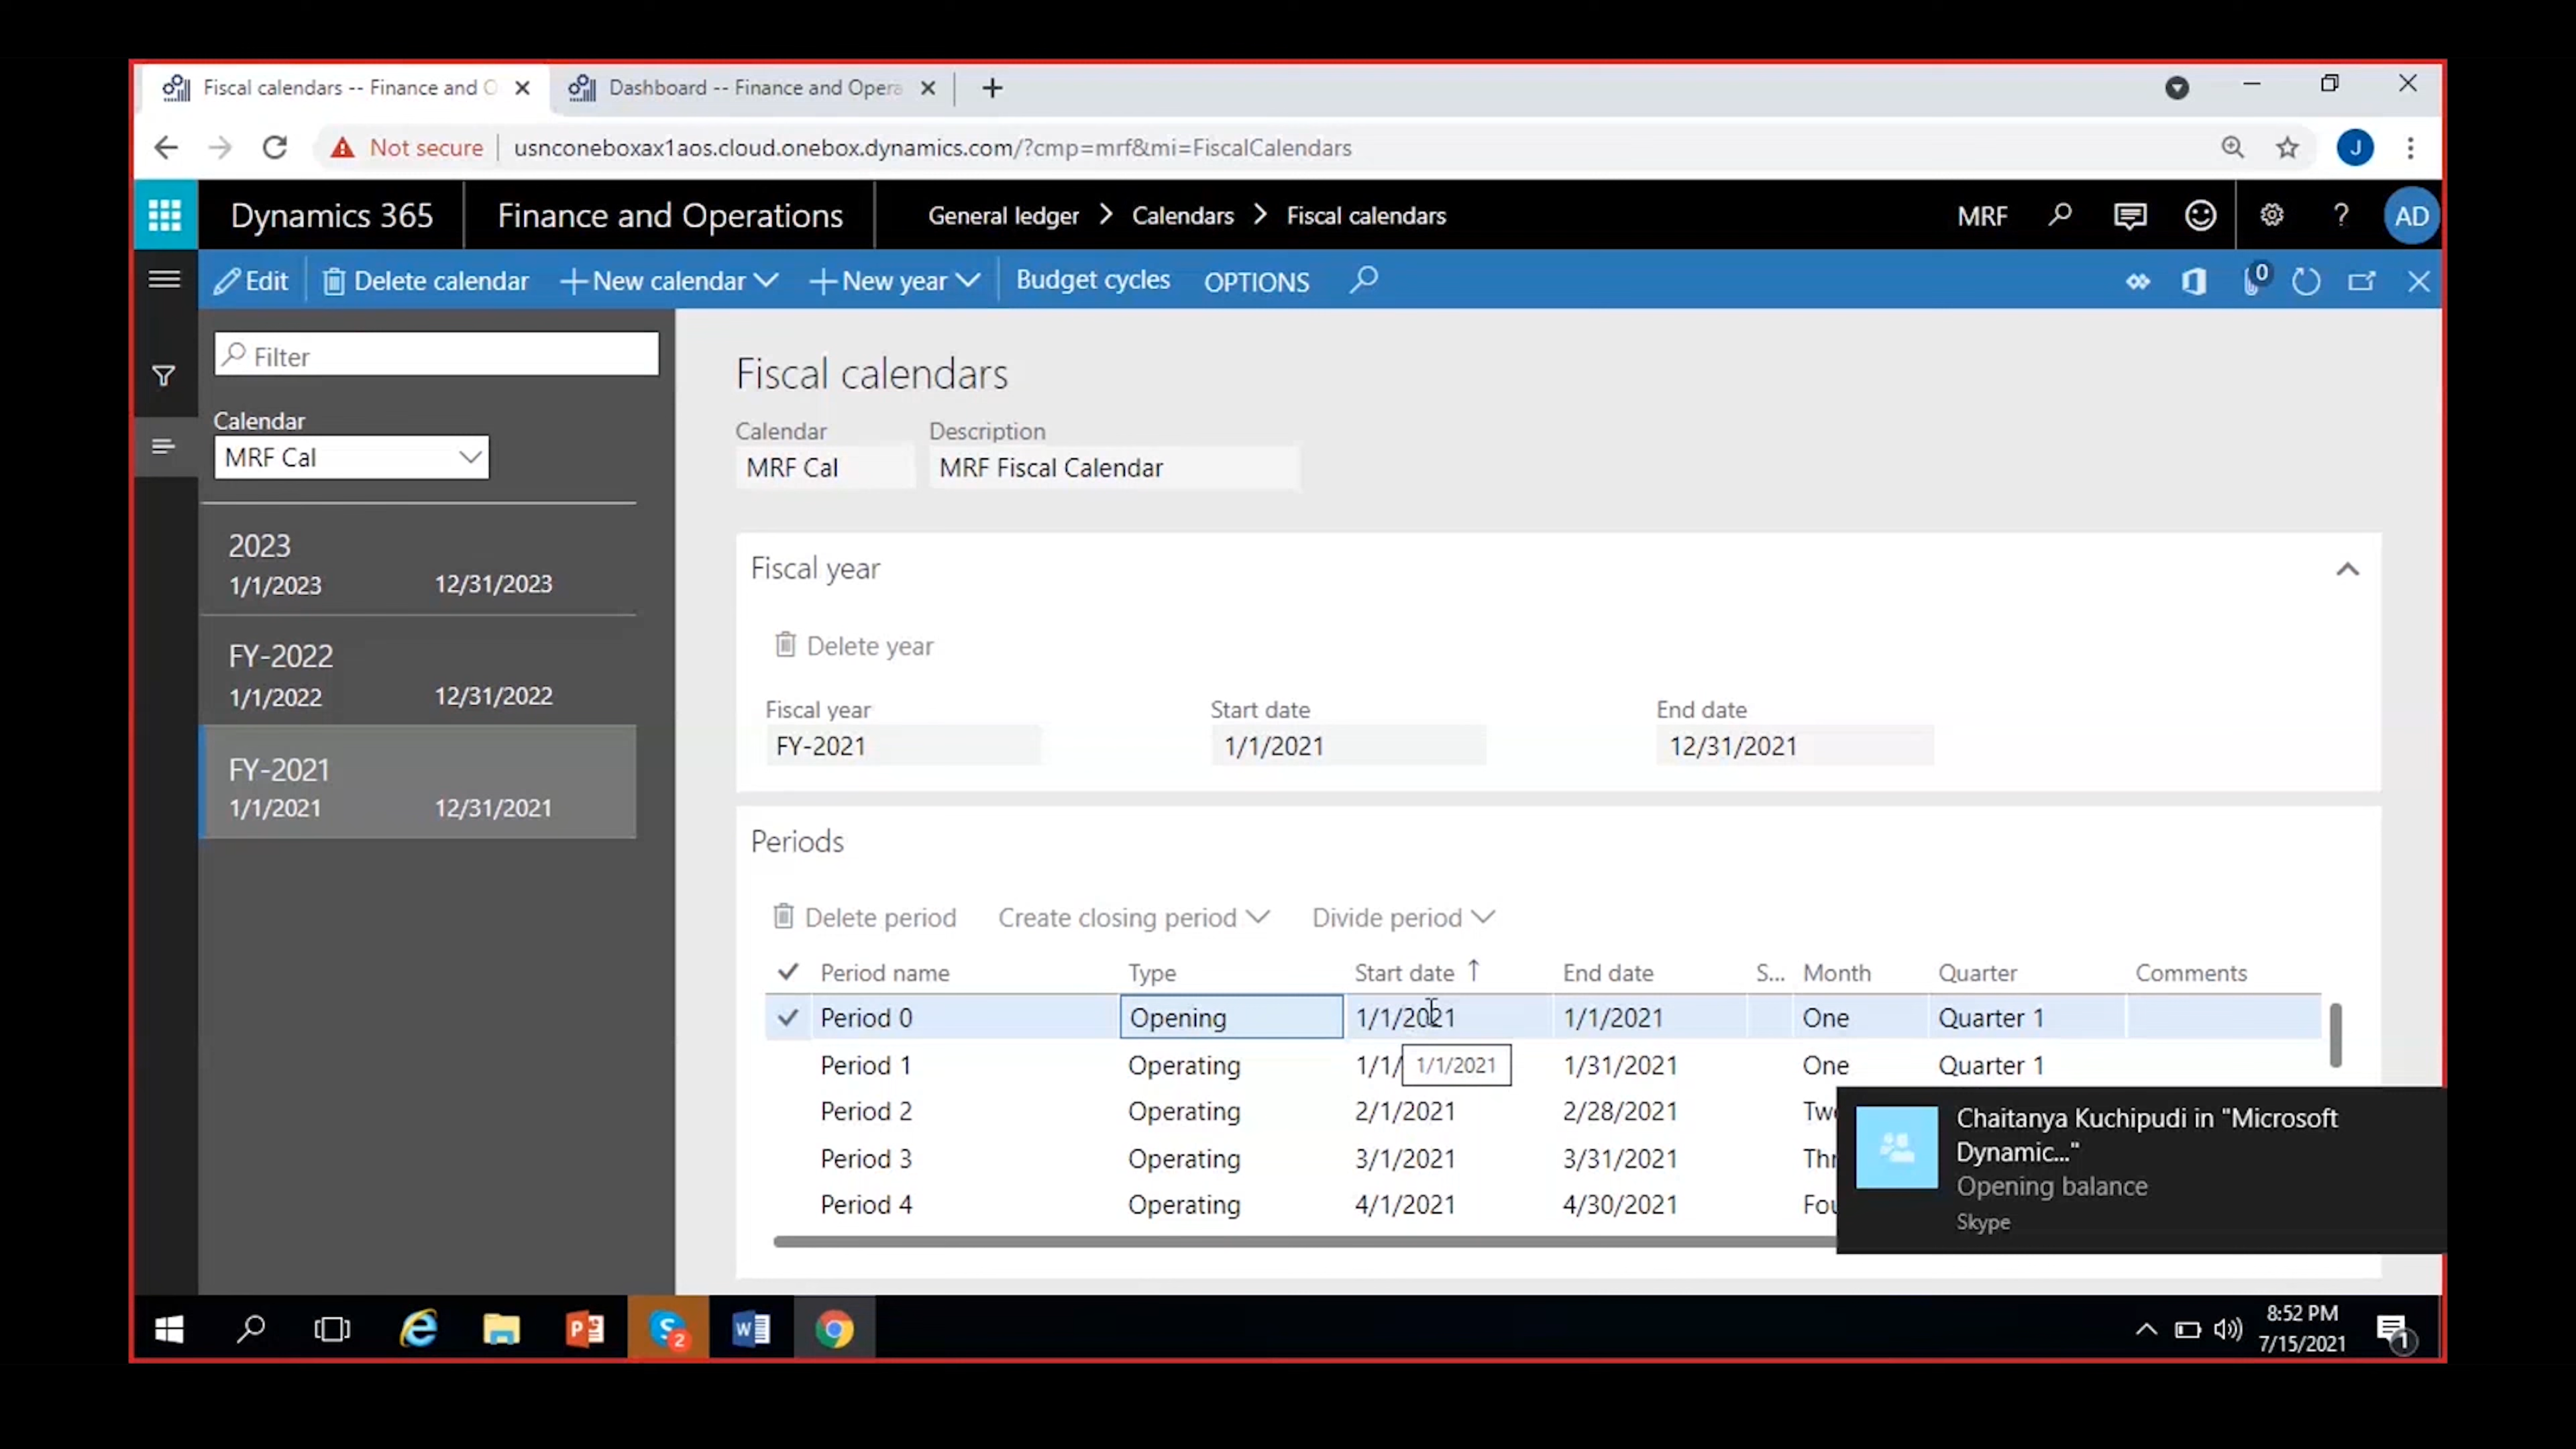 Fiscal calendars -- Finance and O
Dashboard -- Finance and Opera
Not secure
usnconeboxax1aos.cloud.onebox.dynamics.com/?cmp=mrf&mi=FiscalCalendars
J
Dynamics 365
Finance and Operations
General ledger > Calendars > Fiscal calendars
MRF
?
AD
Edit
Delete calendar
New calendar
New year
Budget cycles
OPTIONS
0
Filter
Calendar
MRF Cal
2023
1/1/2023 12/31/2023
FY-2022
1/1/2022 12/31/2022
FY-2021
1/1/2021 12/31/2021
Fiscal calendars
Calendar Description
MRF Cal MRF Fiscal Calendar
Fiscal year
Delete year
Fiscal year Start date End date
FY-2021 1/1/2021 12/31/2021
Periods
Delete period Create closing period Divide period
Period name Type Start date End date S... Month Quarter Comments
Period 0 Opening 1/1/2021 1/1/2021 One Quarter 1
Period 1 Operating 1/1/ 1/31/2021 One Quarter 1
1/1/2021
Period 2 Operating 2/1/2021 2/28/2021 Tw
Period 3 Operating 3/1/2021 3/31/2021 Thr
Period 4 Operating 4/1/2021 4/30/2021 Fou
Chaitanya Kuchipudi in "Microsoft
Dynamic..."
Opening balance
Skype
2
8:52 PM
7/15/2021
1